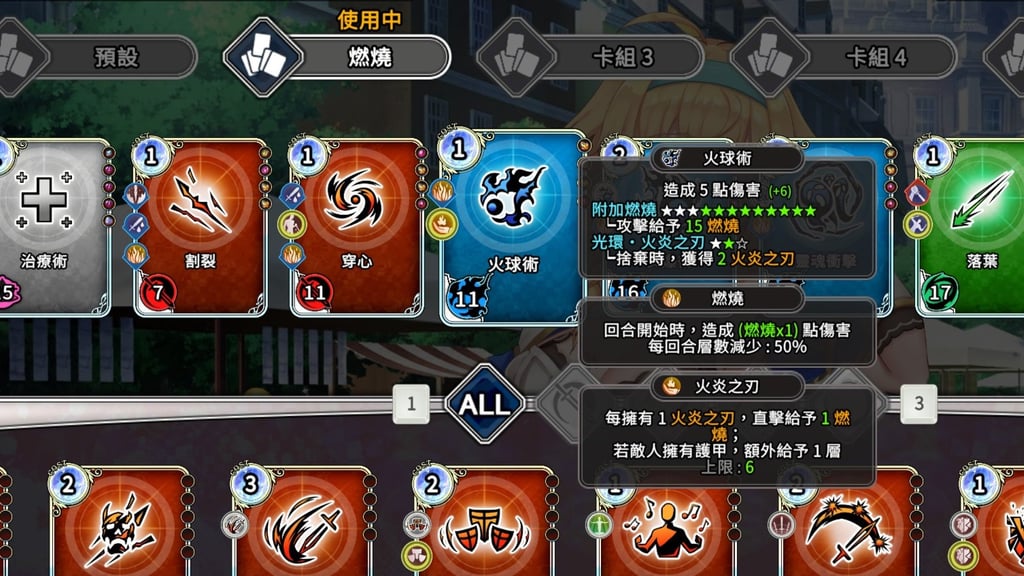 使用中
預設
燃燒
卡組 3
卡組 4
1
1
1
1
火球術
造成 5 點傷害 (+6)
附加燃燒 ★★★★★★★★★★★★
└攻擊給予 15 燃燒
光環・火炎之刃 ★★☆
└捨棄時，獲得 2 火炎之刃
治療術
割裂
穿心
火球術
靈魂衝擊
落葉
5
7
11
11
16
17
燃燒
回合開始時，造成 (燃燒x1) 點傷害
每回合層數減少 : 50%
1
ALL
3
火炎之刃
每擁有 1 火炎之刃，直擊給予 1 燃
燒；
若敵人擁有護甲，額外給予 1 層
上限 : 6
2
3
2
1
2
1